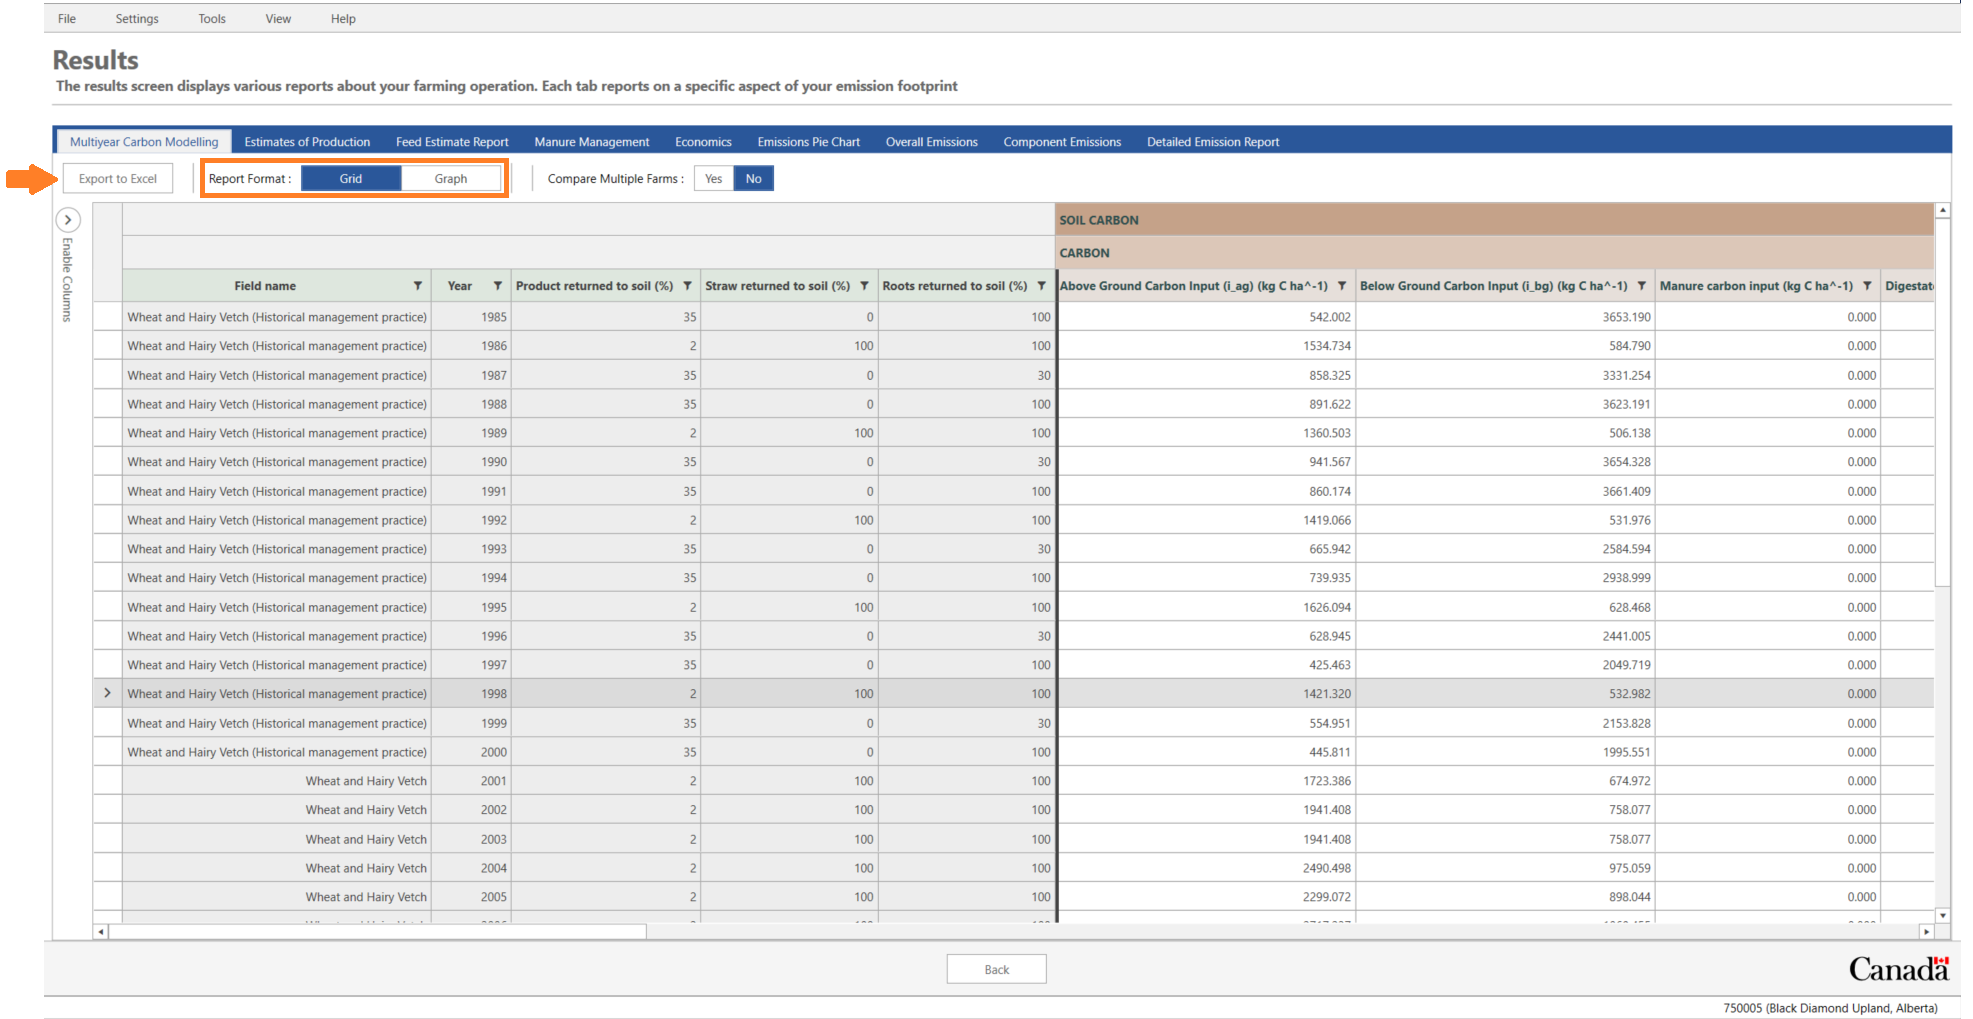 File Settings Tools View Help
Results
The results screen displays various reports about your farming operation. Each tab reports on a specific aspect of your emission footprint
Multiyear Carbon Modelling Estimates of Production Feed Estimate Report Manure Management Economics Emissions Pie Chart Overall Emissions Component Emissions Detailed Emission Report
Export to Excel Report Format : Grid Graph Compare Multiple Farms : Yes No
Enable Columns
SOIL CARBON
CARBON
Field name Year Product returned to soil (%) Straw returned to soil (%) Roots returned to soil (%) Above Ground Carbon Input (i_ag) (kg C ha^-1) Below Ground Carbon Input (i_bg) (kg C ha^-1) Manure carbon input (kg C ha^-1) Digestat
Wheat and Hairy Vetch (Historical management practice) 1985 35 0 100 542.002 3653.190 0.000
Wheat and Hairy Vetch (Historical management practice) 1986 2 100 100 1534.734 584.790 0.000
Wheat and Hairy Vetch (Historical management practice) 1987 35 0 30 858.325 3331.254 0.000
Wheat and Hairy Vetch (Historical management practice) 1988 35 0 100 891.622 3623.191 0.000
Wheat and Hairy Vetch (Historical management practice) 1989 2 100 100 1360.503 506.138 0.000
Wheat and Hairy Vetch (Historical management practice) 1990 35 0 30 941.567 3654.328 0.000
Wheat and Hairy Vetch (Historical management practice) 1991 35 0 100 860.174 3661.409 0.000
Wheat and Hairy Vetch (Historical management practice) 1992 2 100 100 1419.066 531.976 0.000
Wheat and Hairy Vetch (Historical management practice) 1993 35 0 30 665.942 2584.594 0.000
Wheat and Hairy Vetch (Historical management practice) 1994 35 0 100 739.935 2938.999 0.000
Wheat and Hairy Vetch (Historical management practice) 1995 2 100 100 1626.094 628.468 0.000
Wheat and Hairy Vetch (Historical management practice) 1996 35 0 30 628.945 2441.005 0.000
Wheat and Hairy Vetch (Historical management practice) 1997 35 0 100 425.463 2049.719 0.000
Wheat and Hairy Vetch (Historical management practice) 1998 2 100 100 1421.320 532.982 0.000
Wheat and Hairy Vetch (Historical management practice) 1999 35 0 30 554.951 2153.828 0.000
Wheat and Hairy Vetch (Historical management practice) 2000 35 0 100 445.811 1995.551 0.000
Wheat and Hairy Vetch 2001 2 100 100 1723.386 674.972 0.000
Wheat and Hairy Vetch 2002 2 100 100 1941.408 758.077 0.000
Wheat and Hairy Vetch 2003 2 100 100 1941.408 758.077 0.000
Wheat and Hairy Vetch 2004 2 100 100 2490.498 975.059 0.000
Wheat and Hairy Vetch 2005 2 100 100 2299.072 898.044 0.000
Back
Canada
750005 (Black Diamond Upland, Alberta)